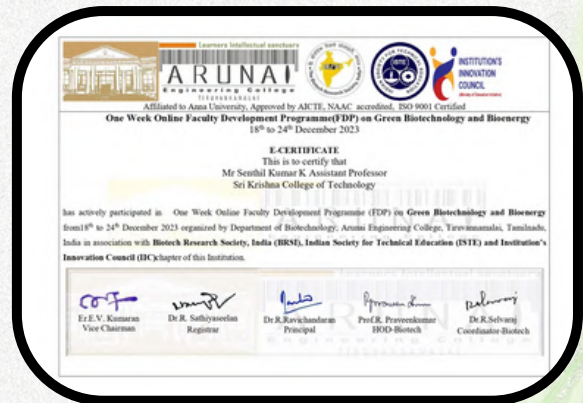 Learners Intellectual sanctuary
ARUNAI
Engineering College
TIRUVANNAMALAI
ISTE
INSTITUTION'S
INNOVATION
COUNCIL
Affiliated to Anna University, Approved by AICTE, NAAC accredited, ISO 9001 Certified
One Week Online Faculty Development Programme(FDP) on Green Biotechnology and Bioenergy
18th to 24th December 2023
E-CERTIFICATE
This is to certify that
Mr Senthil Kumar K Assistant Professor
Sri Krishna College of Technology
has actively participated in One Week Online Faculty Development Programme (FDP) on Green Biotechnology and Bioenergy
from18th to 24th December 2023 organized by Department of Biotechnology, Arunai Engineering College, Tiruvannamalai, Tamilnadu,
India in association with Biotech Research Society, India (BRSI), Indian Society for Technical Education (ISTE) and Institution's
Innovation Council (IIC)chapter of this Institution.
Er.E.V. Kumaran
Vice Chairman
Dr.R. Sathiyaseelan
Registrar
Dr.R.Ravichandaran
Principal
Prof.R. Praveenkumar
HOD-Biotech
Dr.R.Selvaraj
Coordinator-Biotech